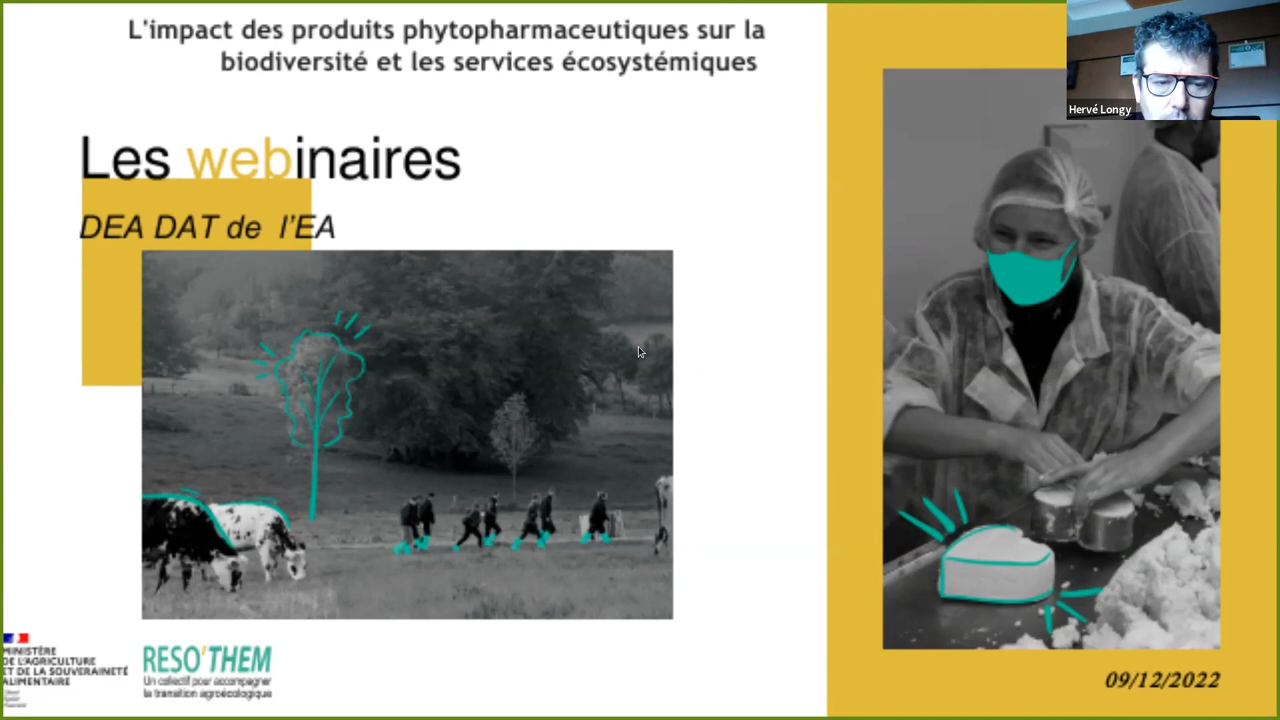 L'impact des produits phytopharmaceutiques sur la
biodiversité et les services écosystémiques
Hervé Longy
Les webinaires
DEA DAT de l'EA
MINISTÈRE
DE L'AGRICULTURE
ET DE LA SOUVERAINETÉ
ALIMENTAIRE
RESO'THEM
Un collectif pour accompagner
la transition agroécologique
09/12/2022